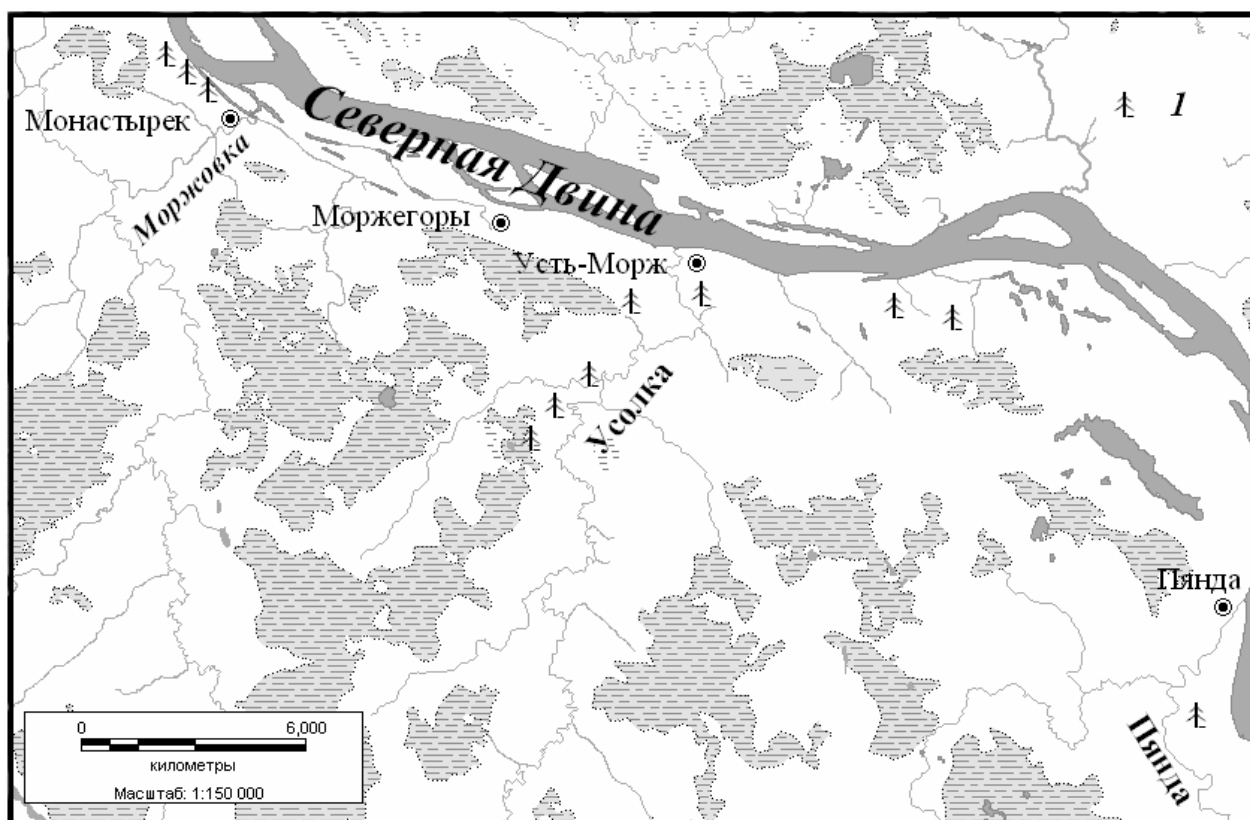 1
Монастырек
Северная Двина
Моржовка
Моржегоры
Усть-Морж
Усолка
Пянда
Пянда
0 6,000
километры
Масштаб: 1:150 000